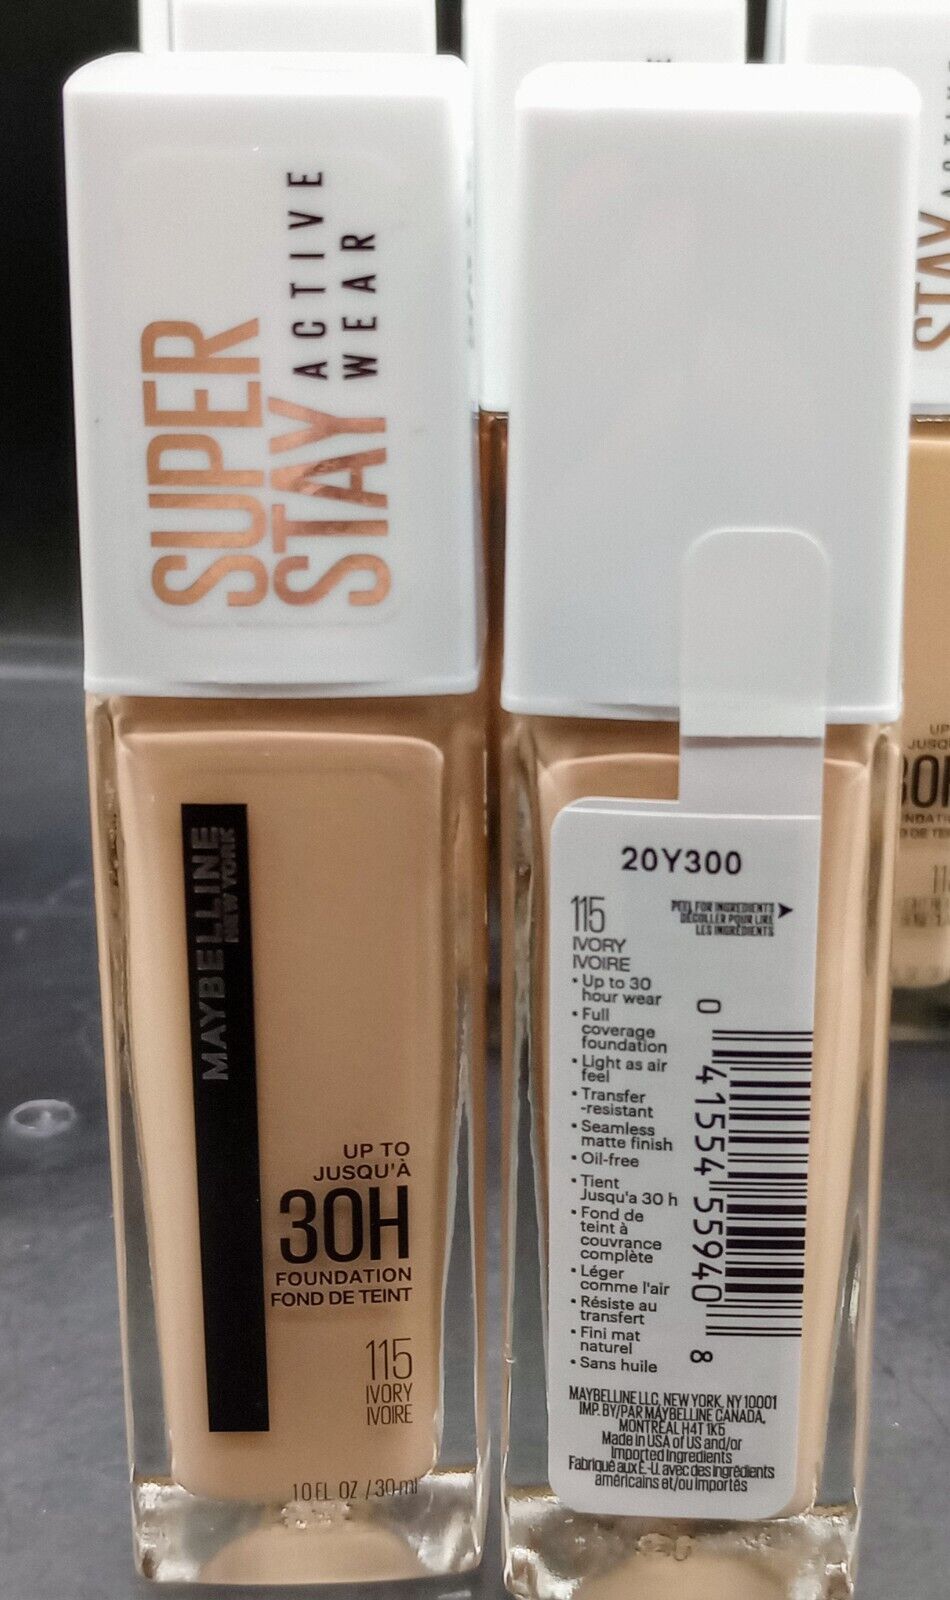 SUPER
STAY ACTIVE
WEAR
MAYBELLINE
NEW YORK
UP TO
JUSQU'À
30H
FOUNDATION
FOND DE TEINT
115
IVORY
IVOIRE
1.0 FL OZ / 30 ml
20Y300
115
IVORY
IVOIRE
PEEL FOR INGREDIENTS
DÉCOLLER POUR LIRE
LES INGRÉDIENTS
• Up to 30
hour wear
• Full
coverage
foundation
• Light as air
feel
• Transfer
-resistant
• Seamless
matte finish
• Oil-free
• Tient
Jusqu'a 30 h
• Fond de
teint à
couvrance
complète
• Léger
comme l'air
• Résiste au
transfert
• Fini mat
naturel
• Sans huile
0 41554 55940 8
MAYBELLINE LLC, NEW YORK, NY 10001
IMP. BY/PAR MAYBELLINE CANADA,
MONTRÉAL H4T 1K5
Made in USA of US and/or
Imported Ingredients
Fabriqué aux É.-U. avec des ingrédients
américains et/ou importés
STAY
UP
JUSQU
30H